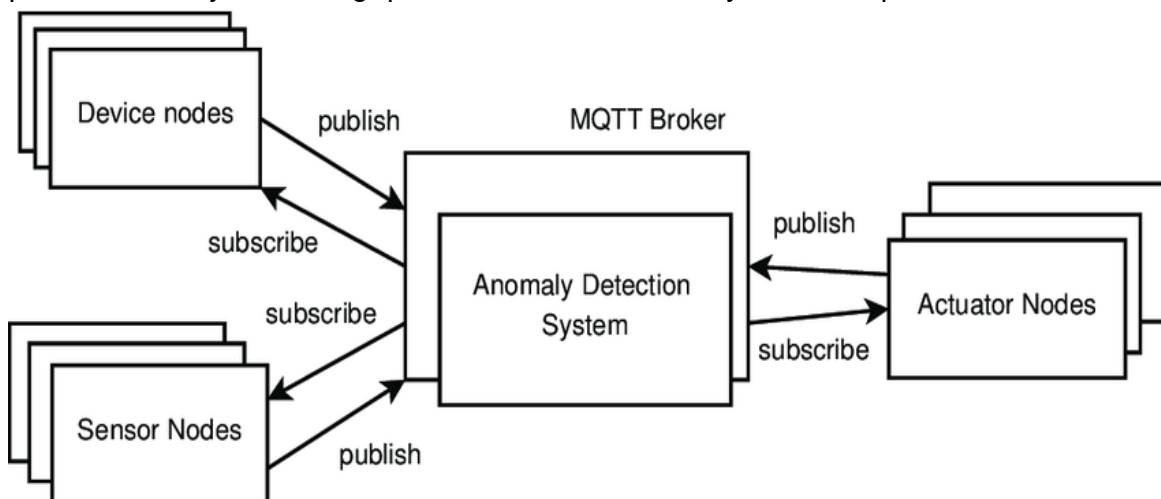 Device nodes
publish
MQTT Broker
subscribe
publish
Anomaly Detection
System
Actuator Nodes
subscribe
subscribe
Sensor Nodes
publish